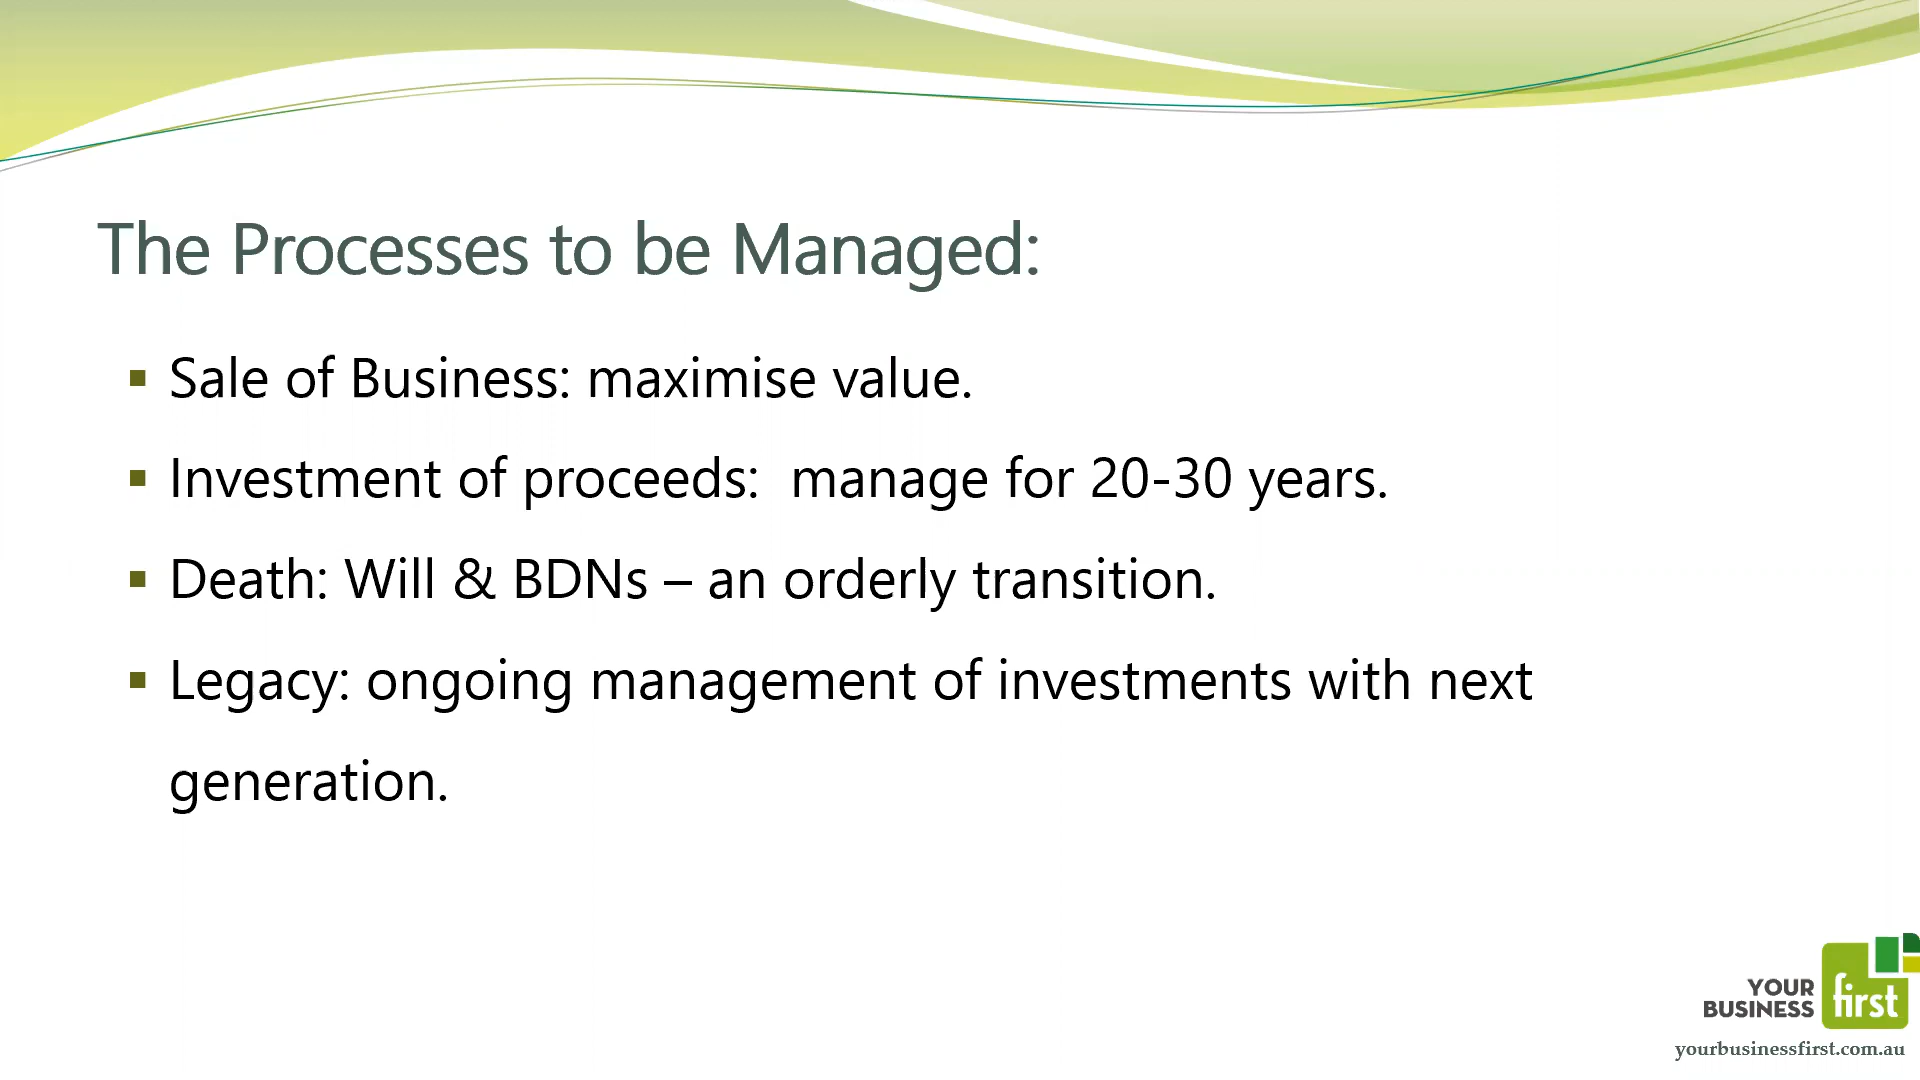 The Processes to be Managed:
▪ Sale of Business: maximise value.
▪ Investment of proceeds:  manage for 20-30 years.
▪ Death: Will & BDNs – an orderly transition.
▪ Legacy: ongoing management of investments with next
generation.
YOUR
BUSINESS
first
yourbusinessfirst.com.au